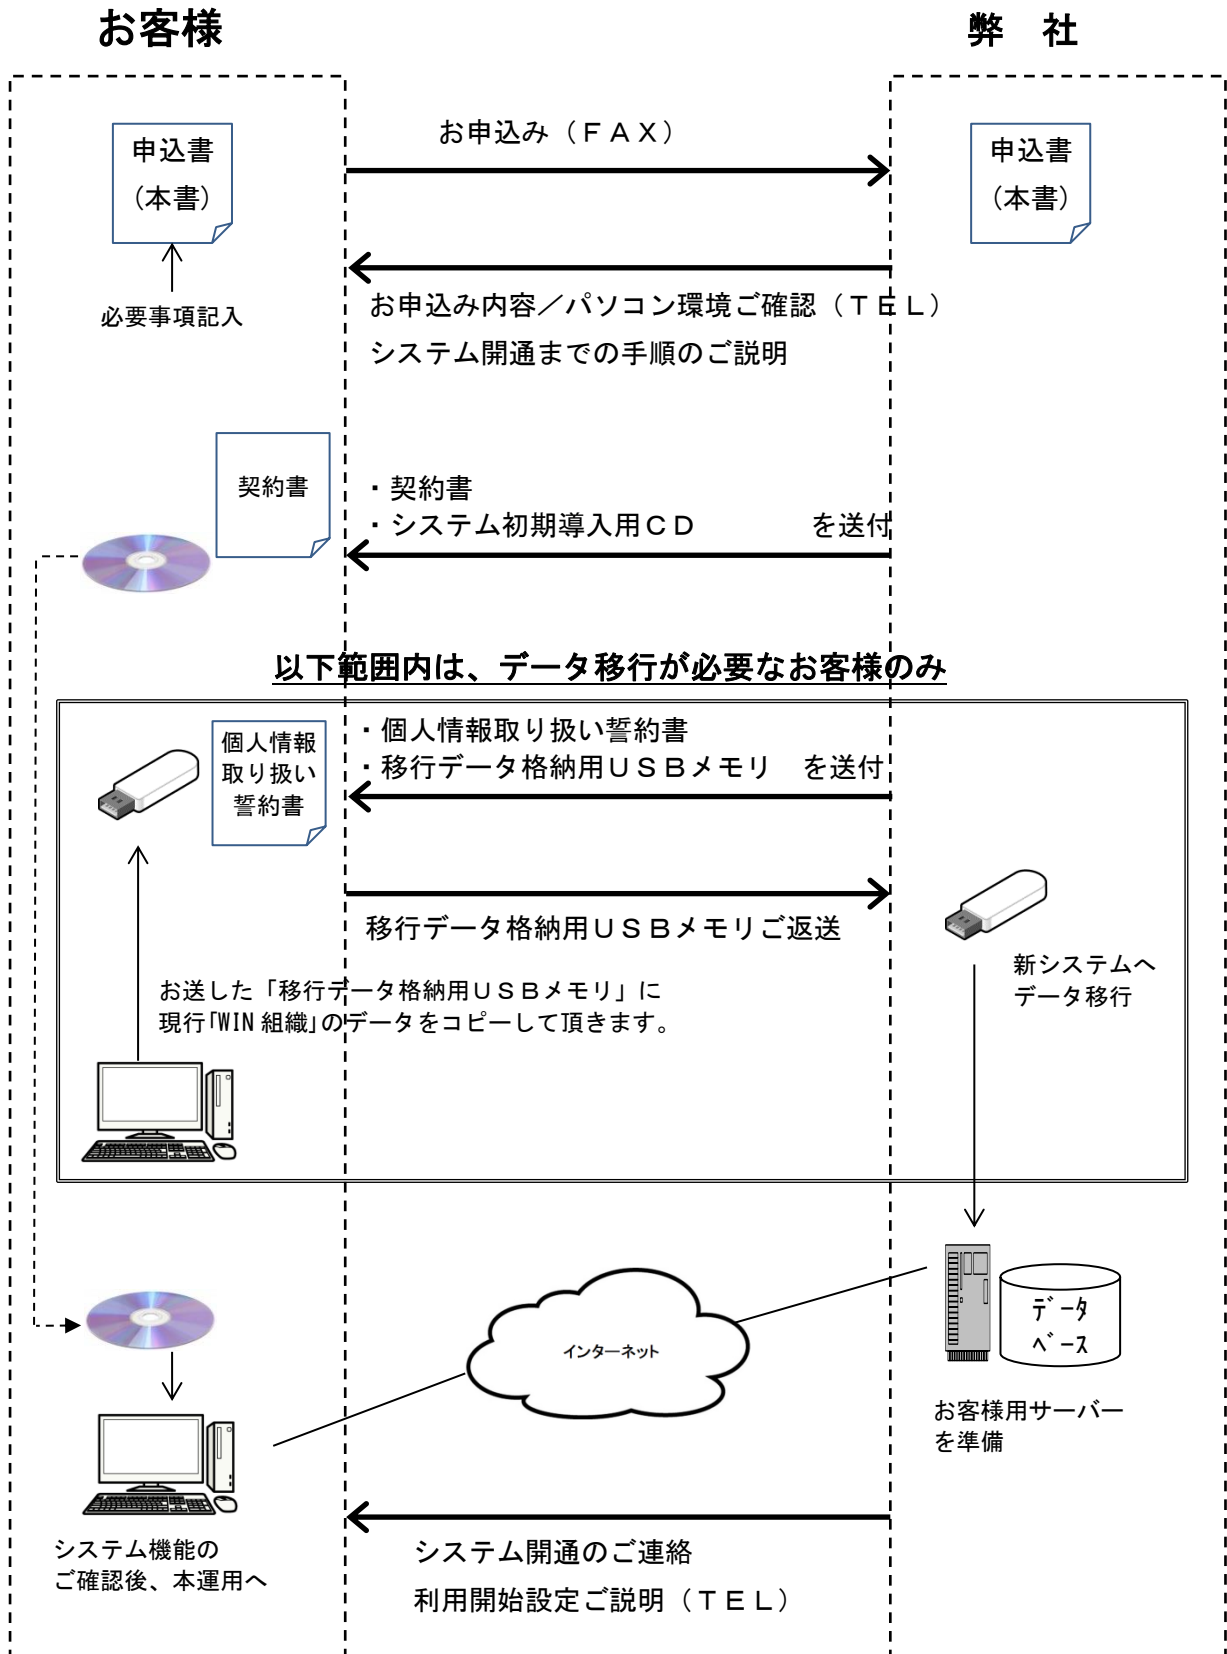 お客様
弊　社
お申込み（ＦＡＸ）
申込書
（本書）
申込書
（本書）
必要事項記入
お申込み内容／パソコン環境ご確認（ＴＥＬ）
システム開通までの手順のご説明
契約書
・契約書
・システム初期導入用ＣＤ　　　を送付
以下範囲内は、データ移行が必要なお客様のみ
個人情報
取り扱い
誓約書
・個人情報取り扱い誓約書
・移行データ格納用ＵＳＢメモリ　を送付
移行データ格納用ＵＳＢメモリご返送
新システムへ
データ移行
お送した「移行データ格納用ＵＳＢメモリ」に
現行｢WIN 組織｣のデータをコピーして頂きます。
インターネット
ﾃﾞｰﾀ
ﾍﾞｰｽ
お客様用サーバー
を準備
システム機能の
ご確認後、本運用へ
システム開通のご連絡
利用開始設定ご説明（ＴＥＬ）